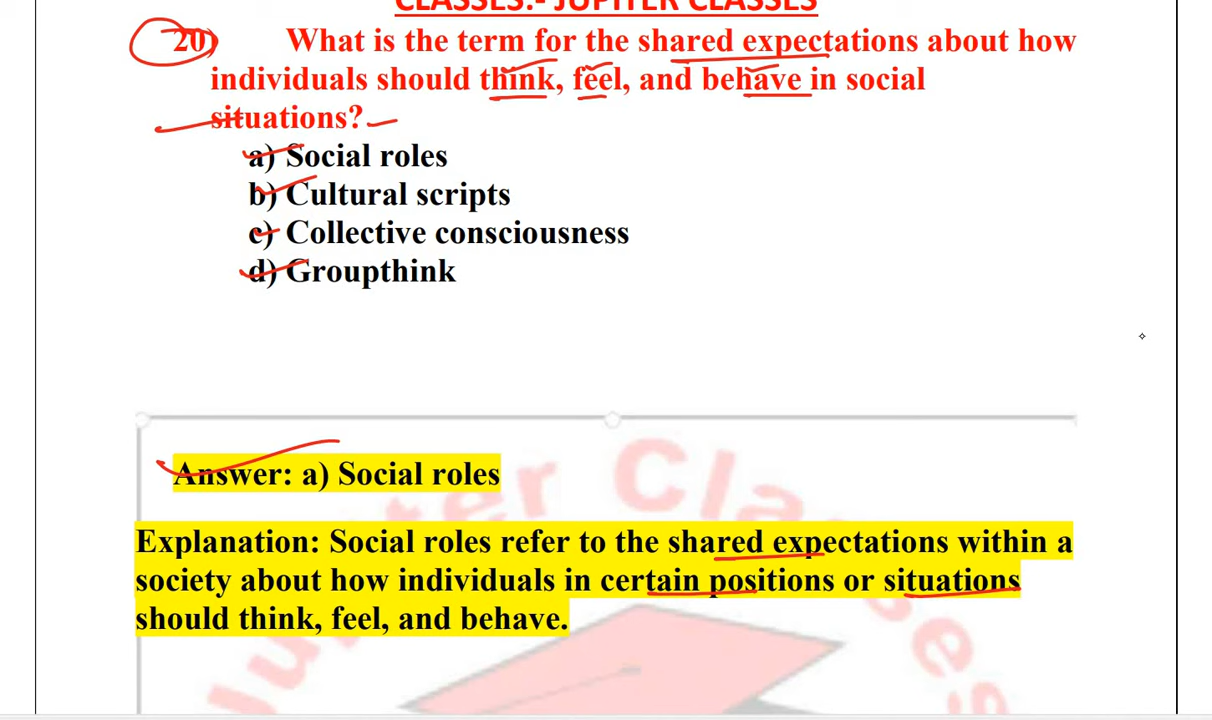 CLASSES:- JUPITER CLASSES
20) What is the term for the shared expectations about how
individuals should think, feel, and behave in social
situations?
a) Social roles
b) Cultural scripts
c) Collective consciousness
d) Groupthink
Answer: a) Social roles
Explanation: Social roles refer to the shared expectations within a
society about how individuals in certain positions or situations
should think, feel, and behave.
Jupiter Classes